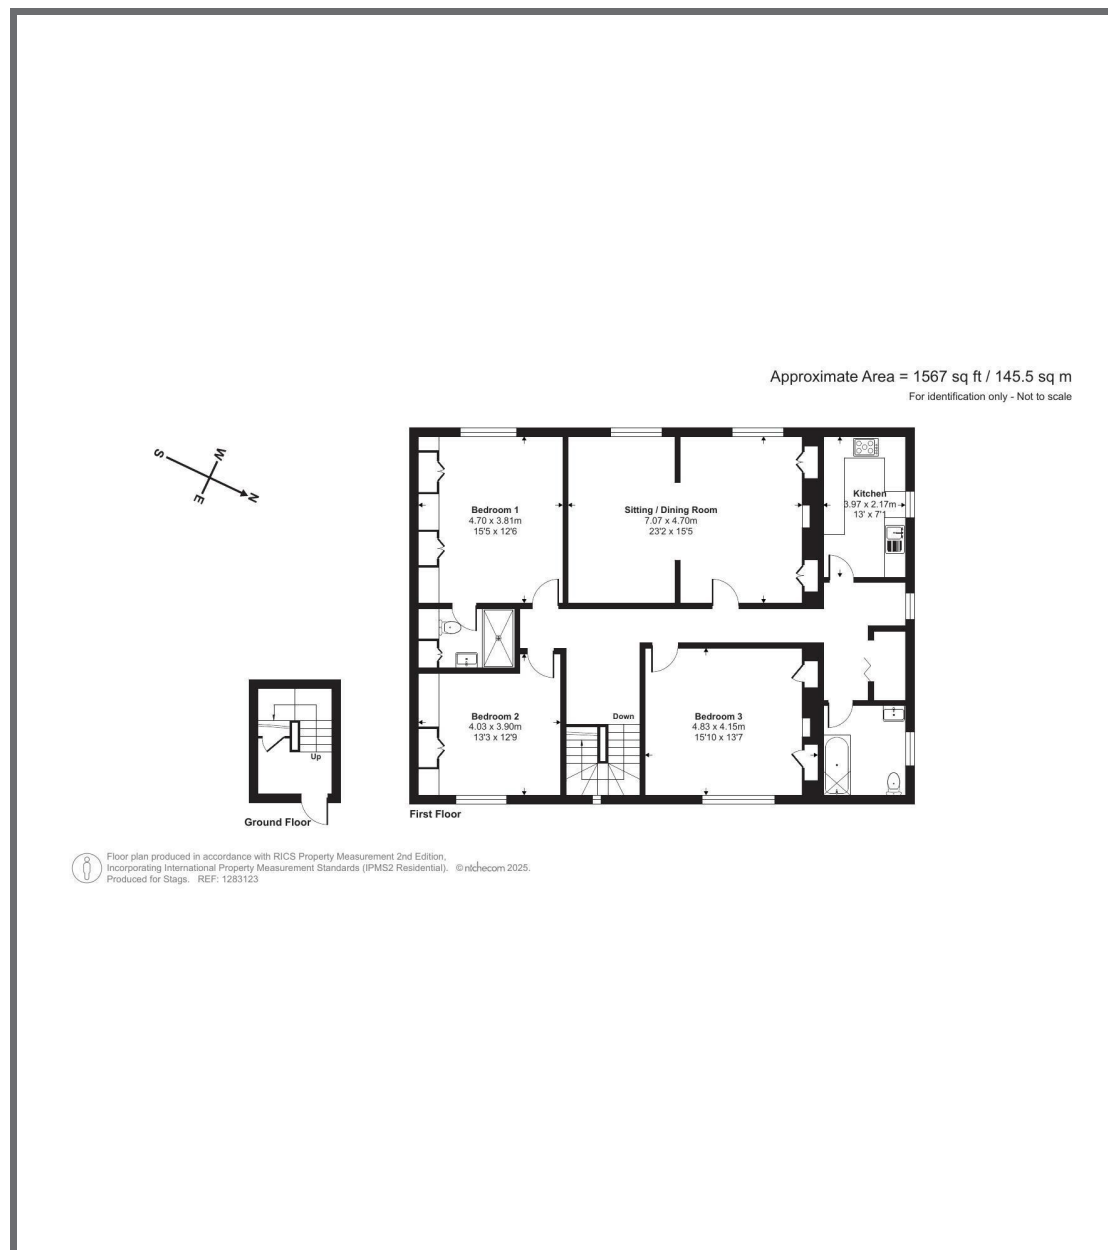 Approximate Area = 1567 sq ft / 145.5 sq m
For identification only - Not to scale
S
W
E
N
Bedroom 1
4.70 x 3.81m
15'5 x 12'6
Sitting / Dining Room
7.07 x 4.70m
23'2 x 15'5
Kitchen
3.97 x 2.17m
13' x 7'1
Bedroom 2
4.03 x 3.90m
13'3 x 12'9
Down
Bedroom 3
4.83 x 4.15m
15'10 x 13'7
Up
Ground Floor
First Floor
Floor plan produced in accordance with RICS Property Measurement 2nd Edition,
Incorporating International Property Measurement Standards (IPMS2 Residential). © nichecom 2025.
Produced for Stags. REF: 1283123